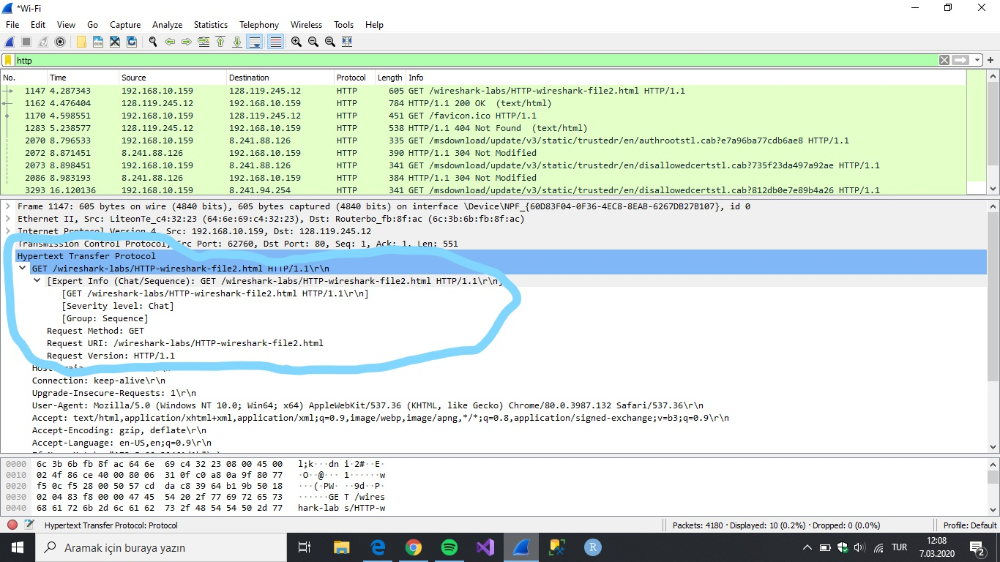 *Wi-Fi
File Edit View Go Capture Analyze Statistics Telephony Wireless Tools Help
http
No. Time Source Destination Protocol Length Info
1147 4.287343 192.168.10.159 128.119.245.12 HTTP 605 GET /wireshark-labs/HTTP-wireshark-file2.html HTTP/1.1
1162 4.476404 128.119.245.12 192.168.10.159 HTTP 784 HTTP/1.1 200 OK (text/html)
1170 4.598551 192.168.10.159 128.119.245.12 HTTP 451 GET /favicon.ico HTTP/1.1
1283 5.238577 128.119.245.12 192.168.10.159 HTTP 538 HTTP/1.1 404 Not Found (text/html)
2070 8.796533 192.168.10.159 8.241.88.126 HTTP 335 GET /msdownload/update/v3/static/trustedr/en/authrootstl.cab?e7a96ba77cdb6ae8 HTTP/1.1
2072 8.871451 8.241.88.126 192.168.10.159 HTTP 390 HTTP/1.1 304 Not Modified
2073 8.898451 192.168.10.159 8.241.88.126 HTTP 341 GET /msdownload/update/v3/static/trustedr/en/disallowedcertstl.cab?735f23da497a92ae HTTP/1.1
2086 8.983193 8.241.88.126 192.168.10.159 HTTP 384 HTTP/1.1 304 Not Modified
3293 16.120136 192.168.10.159 8.241.94.254 HTTP 341 GET /msdownload/update/v3/static/trustedr/en/disallowedcertstl.cab?812db0e7e89b4a26 HTTP/1.1
Frame 1147: 605 bytes on wire (4840 bits), 605 bytes captured (4840 bits) on interface \Device\NPF_{60D83F04-0F36-4EC8-8EAB-6267DB27B107}, id 0
Ethernet II, Src: LiteonTe_c4:32:23 (64:6e:69:c4:32:23), Dst: Routerbo_fb:8f:ac (6c:3b:6b:fb:8f:ac)
Internet Protocol Version 4, Src: 192.168.10.159, Dst: 128.119.245.12
Transmission Control Protocol, Src Port: 62760, Dst Port: 80, Seq: 1, Ack: 1, Len: 551
Hypertext Transfer Protocol
GET /wireshark-labs/HTTP-wireshark-file2.html HTTP/1.1\r\n
[Expert Info (Chat/Sequence): GET /wireshark-labs/HTTP-wireshark-file2.html HTTP/1.1\r\n]
[GET /wireshark-labs/HTTP-wireshark-file2.html HTTP/1.1\r\n]
[Severity level: Chat]
[Group: Sequence]
Request Method: GET
Request URI: /wireshark-labs/HTTP-wireshark-file2.html
Request Version: HTTP/1.1
Connection: keep-alive\r\n
Upgrade-Insecure-Requests: 1\r\n
User-Agent: Mozilla/5.0 (Windows NT 10.0; Win64; x64) AppleWebKit/537.36 (KHTML, like Gecko) Chrome/80.0.3987.132 Safari/537.36\r\n
Accept: text/html,application/xhtml+xml,application/xml;q=0.9,image/webp,image/apng,*/*;q=0.8,application/signed-exchange;v=b3;q=0.9\r\n
Accept-Encoding: gzip, deflate\r\n
Accept-Language: en-US,en;q=0.9\r\n
0000 6c 3b 6b fb 8f ac 64 6e 69 c4 32 23 08 00 45 00 l;k···dn i·2#··E·
0010 02 4f 86 ce 40 00 80 06 31 0f c0 a8 0a 9f 80 77 ·O··@··· 1······w
0020 f5 0c f5 28 00 50 57 cd da c8 39 64 b1 9b 50 18 ···(·PW· ··9d··P·
0030 02 04 83 f8 00 00 47 45 54 20 2f 77 69 72 65 73 ······GE T /wires
0040 68 61 72 6b 2d 6c 61 62 73 2f 48 54 54 50 2d 77 hark-lab s/HTTP-w
Hypertext Transfer Protocol: Protocol Packets: 4180 · Displayed: 10 (0.2%) · Dropped: 0 (0.0%) Profile: Default
Aramak için buraya yazın TUR 12:08
7.03.2020 2